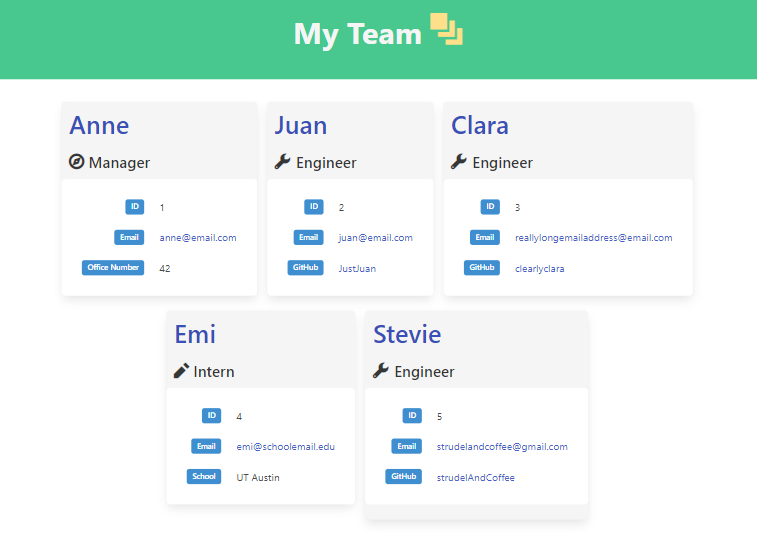 My Team
Anne
Manager
ID 1
Email anne@email.com
Office Number 42
Juan
Engineer
ID 2
Email juan@email.com
GitHub JustJuan
Clara
Engineer
ID 3
Email reallylongemailaddress@email.com
GitHub clearlyclara
Emi
Intern
ID 4
Email emi@schoolemail.edu
School UT Austin
Stevie
Engineer
ID 5
Email strudelandcoffee@gmail.com
GitHub strudelAndCoffee